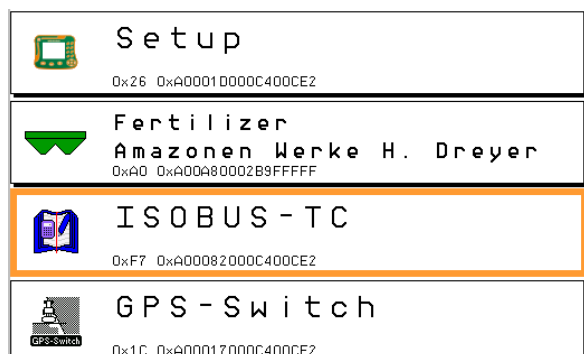 Setup
0x26 0xA0001D000C400CE2
Fertilizer
Amazonen Werke H. Dreyer
0xA0 0xA00A80002B9FFFFF
ISOBUS-TC
0xF7 0xA00082000C400CE2
GPS-Switch
GPS-Switch
0x1C 0xA00017000C400CE2